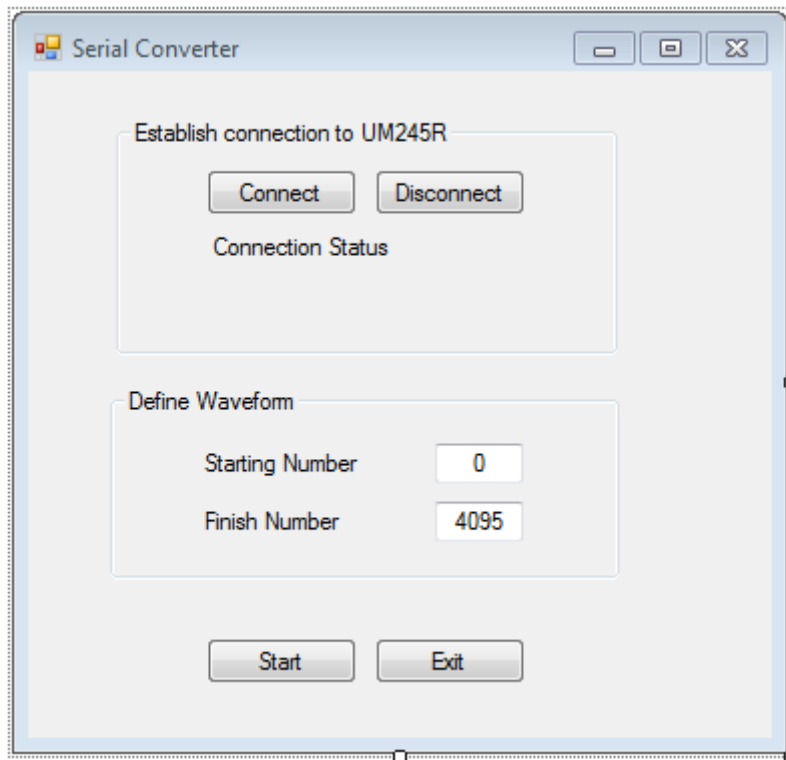 Serial Converter
Establish connection to UM245R
Connect Disconnect
Connection Status
Define Waveform
Starting Number 0
Finish Number 4095
Start Exit